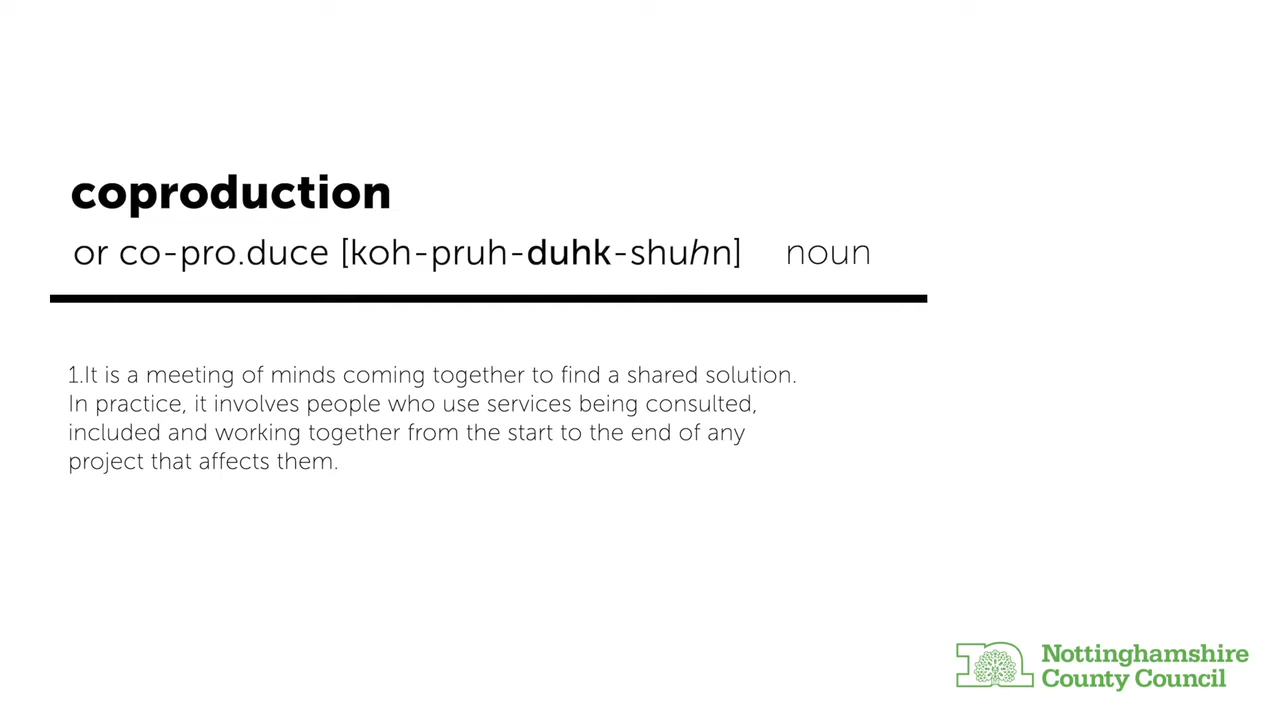 coproduction
or co-pro.duce [koh-pruh-duhk-shuhn] noun
1.It is a meeting of minds coming together to find a shared solution.
In practice, it involves people who use services being consulted,
included and working together from the start to the end of any
project that affects them.
Nottinghamshire
County Council